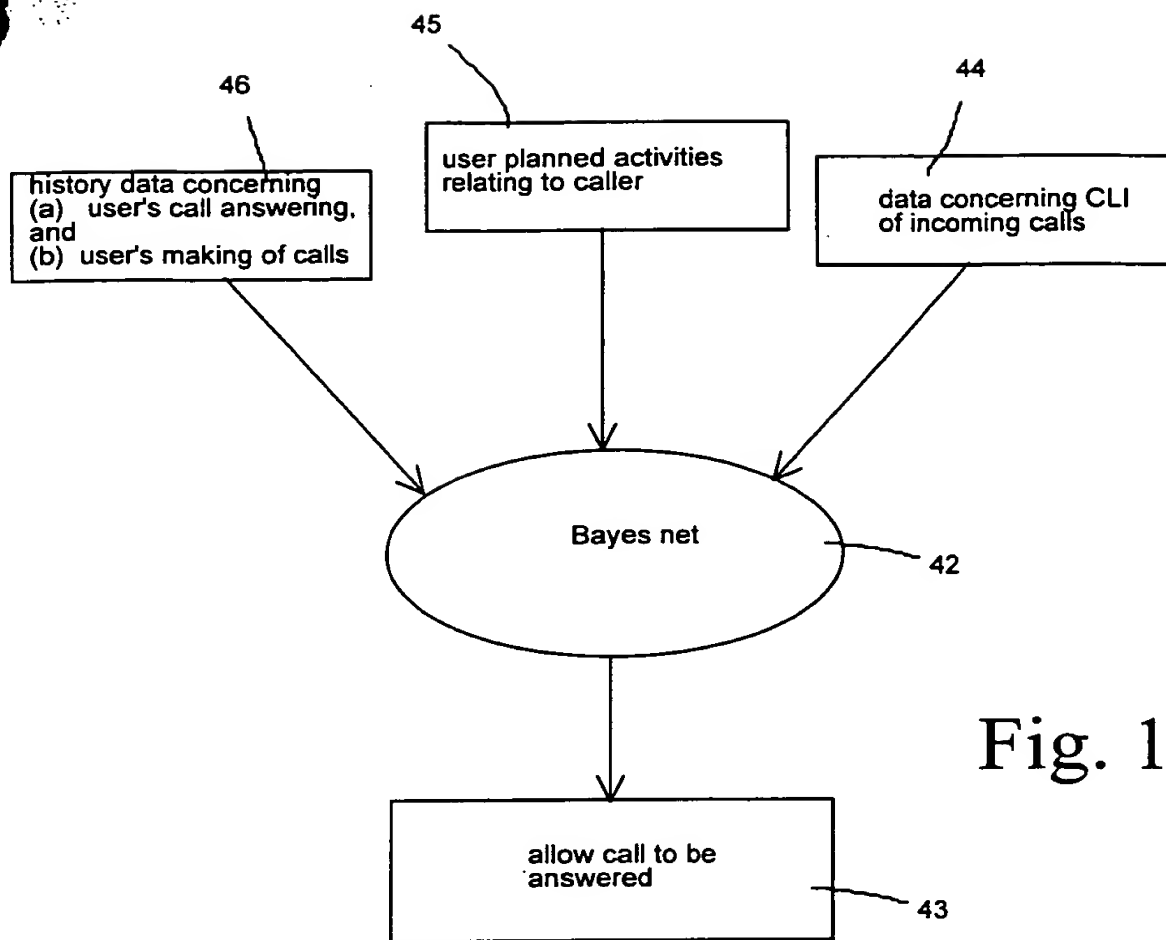 45
44
46
user planned activities
relating to caller
history data concerning
(a) user's call answering,
and
(b) user's making of calls
data concerning CLI
of incoming calls
Bayes net
42
Fig. 1
allow call to be
answered
43